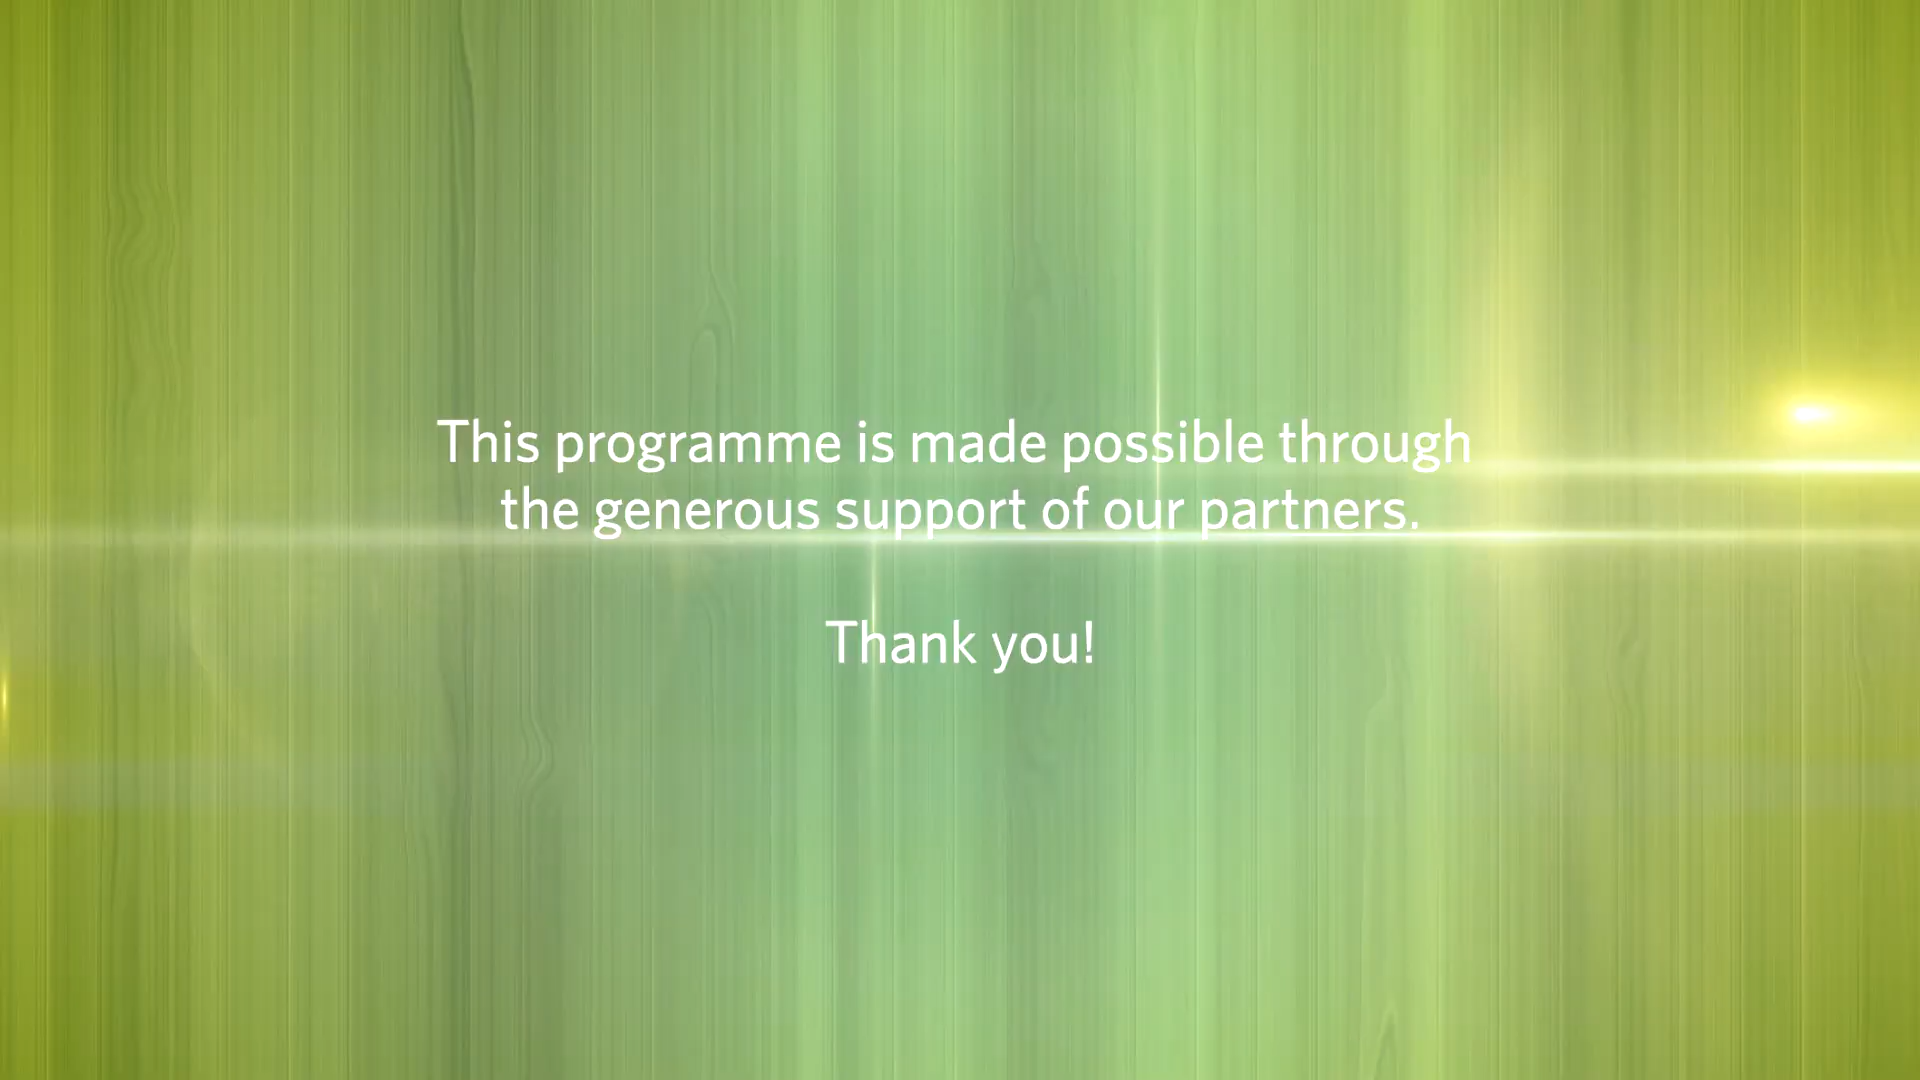 This programme is made possible through
the generous support of our partners.
Thank you!